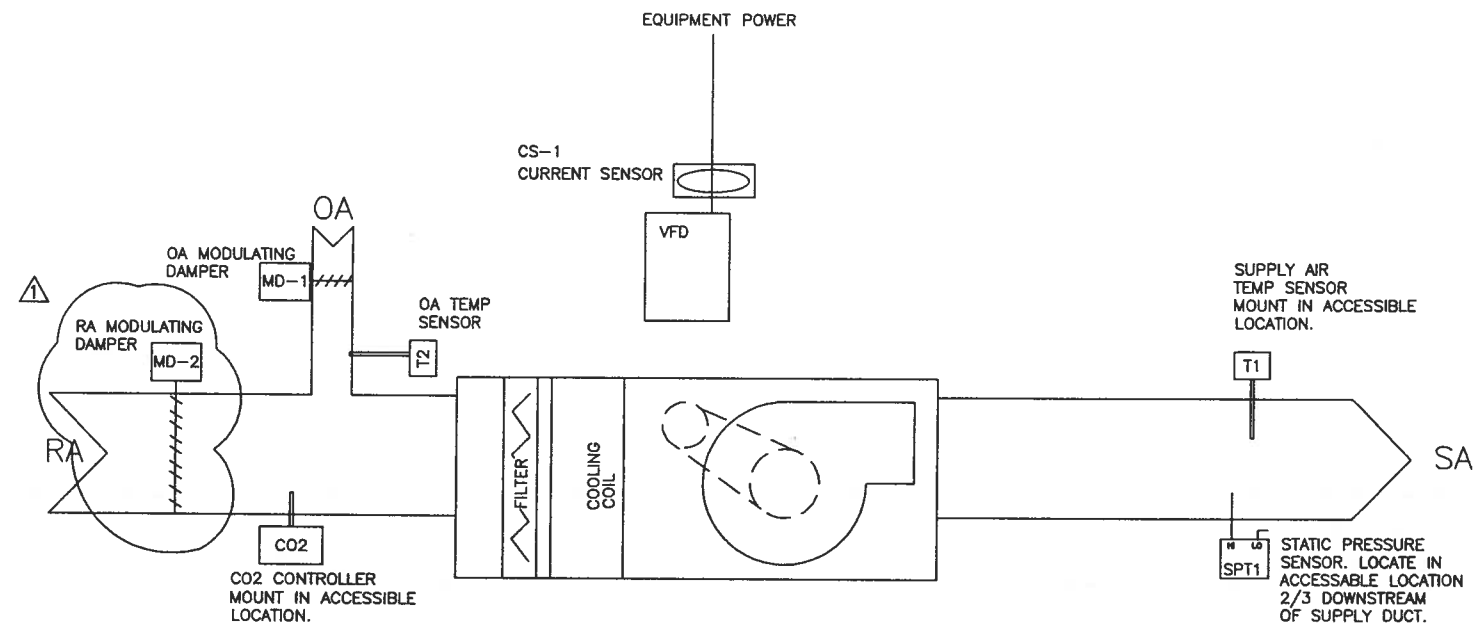 EQUIPMENT POWER
CS-1
CURRENT SENSOR
VFD
OA
OA MODULATING
DAMPER
MD-1
1
RA MODULATING
DAMPER
MD-2
OA TEMP
SENSOR
T2
SUPPLY AIR
TEMP SENSOR
MOUNT IN ACCESSIBLE
LOCATION.
T1
RA
FILTER
COOLING
COIL
SA
CO2
CO2 CONTROLLER
MOUNT IN ACCESSIBLE
LOCATION.
SPT1
STATIC PRESSURE
SENSOR. LOCATE IN
ACCESSABLE LOCATION
2/3 DOWNSTREAM
OF SUPPLY DUCT.